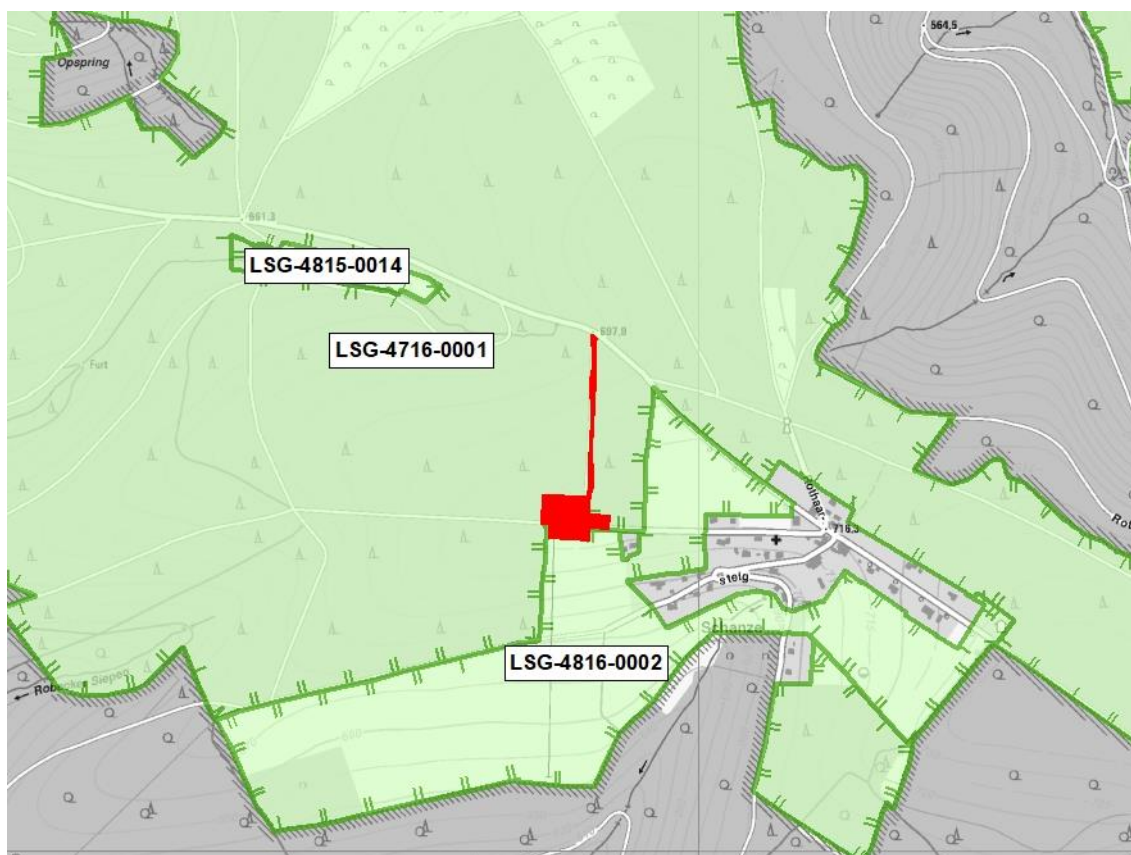 564,5
Opspring
661,3
LSG-4815-0014
697,9
LSG-4716-0001
Furt
Rothaar-
716,3
steig
Schanze
LSG-4816-0002
Siepen